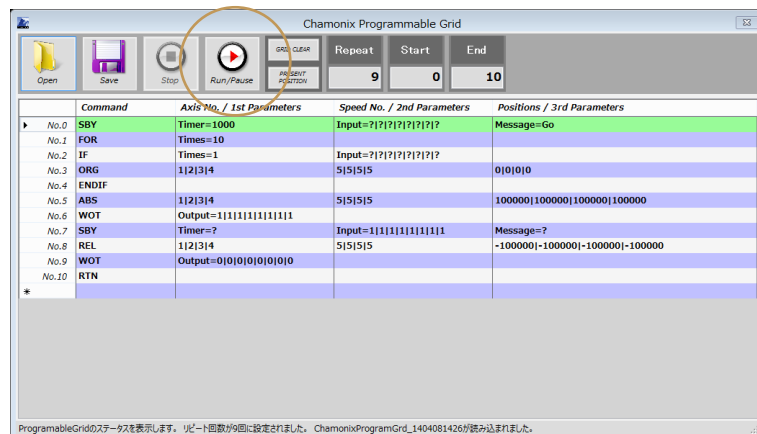 Chamonix Programmable Grid
Open
Save
Stop
Run/Pause
GRID CLEAR
PRESENT
POSITION
Repeat Start End
9 0 10
Command Axis No. / 1st Parameters Speed No. / 2nd Parameters Positions / 3rd Parameters
No.0 SBY Timer=1000 Input=?|?|?|?|?|?|?|? Message=Go
No.1 FOR Times=10
No.2 IF Times=1 Input=?|?|?|?|?|?|?|?
No.3 ORG 1|2|3|4 5|5|5|5 0|0|0|0
No.4 ENDIF
No.5 ABS 1|2|3|4 5|5|5|5 100000|100000|100000|100000
No.6 WOT Output=1|1|1|1|1|1|1|1
No.7 SBY Timer=? Input=1|1|1|1|1|1|1|1 Message=?
No.8 REL 1|2|3|4 5|5|5|5 -100000|-100000|-100000|-100000
No.9 WOT Output=0|0|0|0|0|0|0|0
No.10 RTN
ProgramableGridのステータスを表示します。 リピート回数が9回に設定されました。 ChamonixProgramGrd_1404081426が読み込まれました。